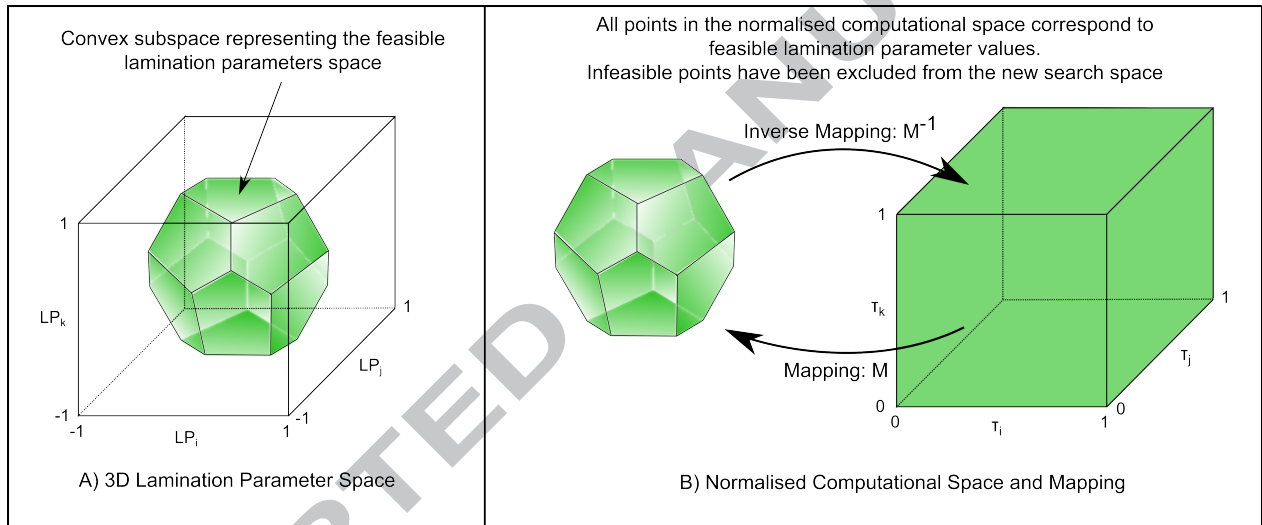 Convex subspace representing the feasible
lamination parameters space
1
LPₖ
-1
-1
LPᵢ
1
-1
LPⱼ
1
A) 3D Lamination Parameter Space
All points in the normalised computational space correspond to
feasible lamination parameter values.
Infeasible points have been excluded from the new search space
Inverse Mapping: M⁻¹
Mapping: M
1
τₖ
0
0
τᵢ
1
0
τⱼ
1
B) Normalised Computational Space and Mapping